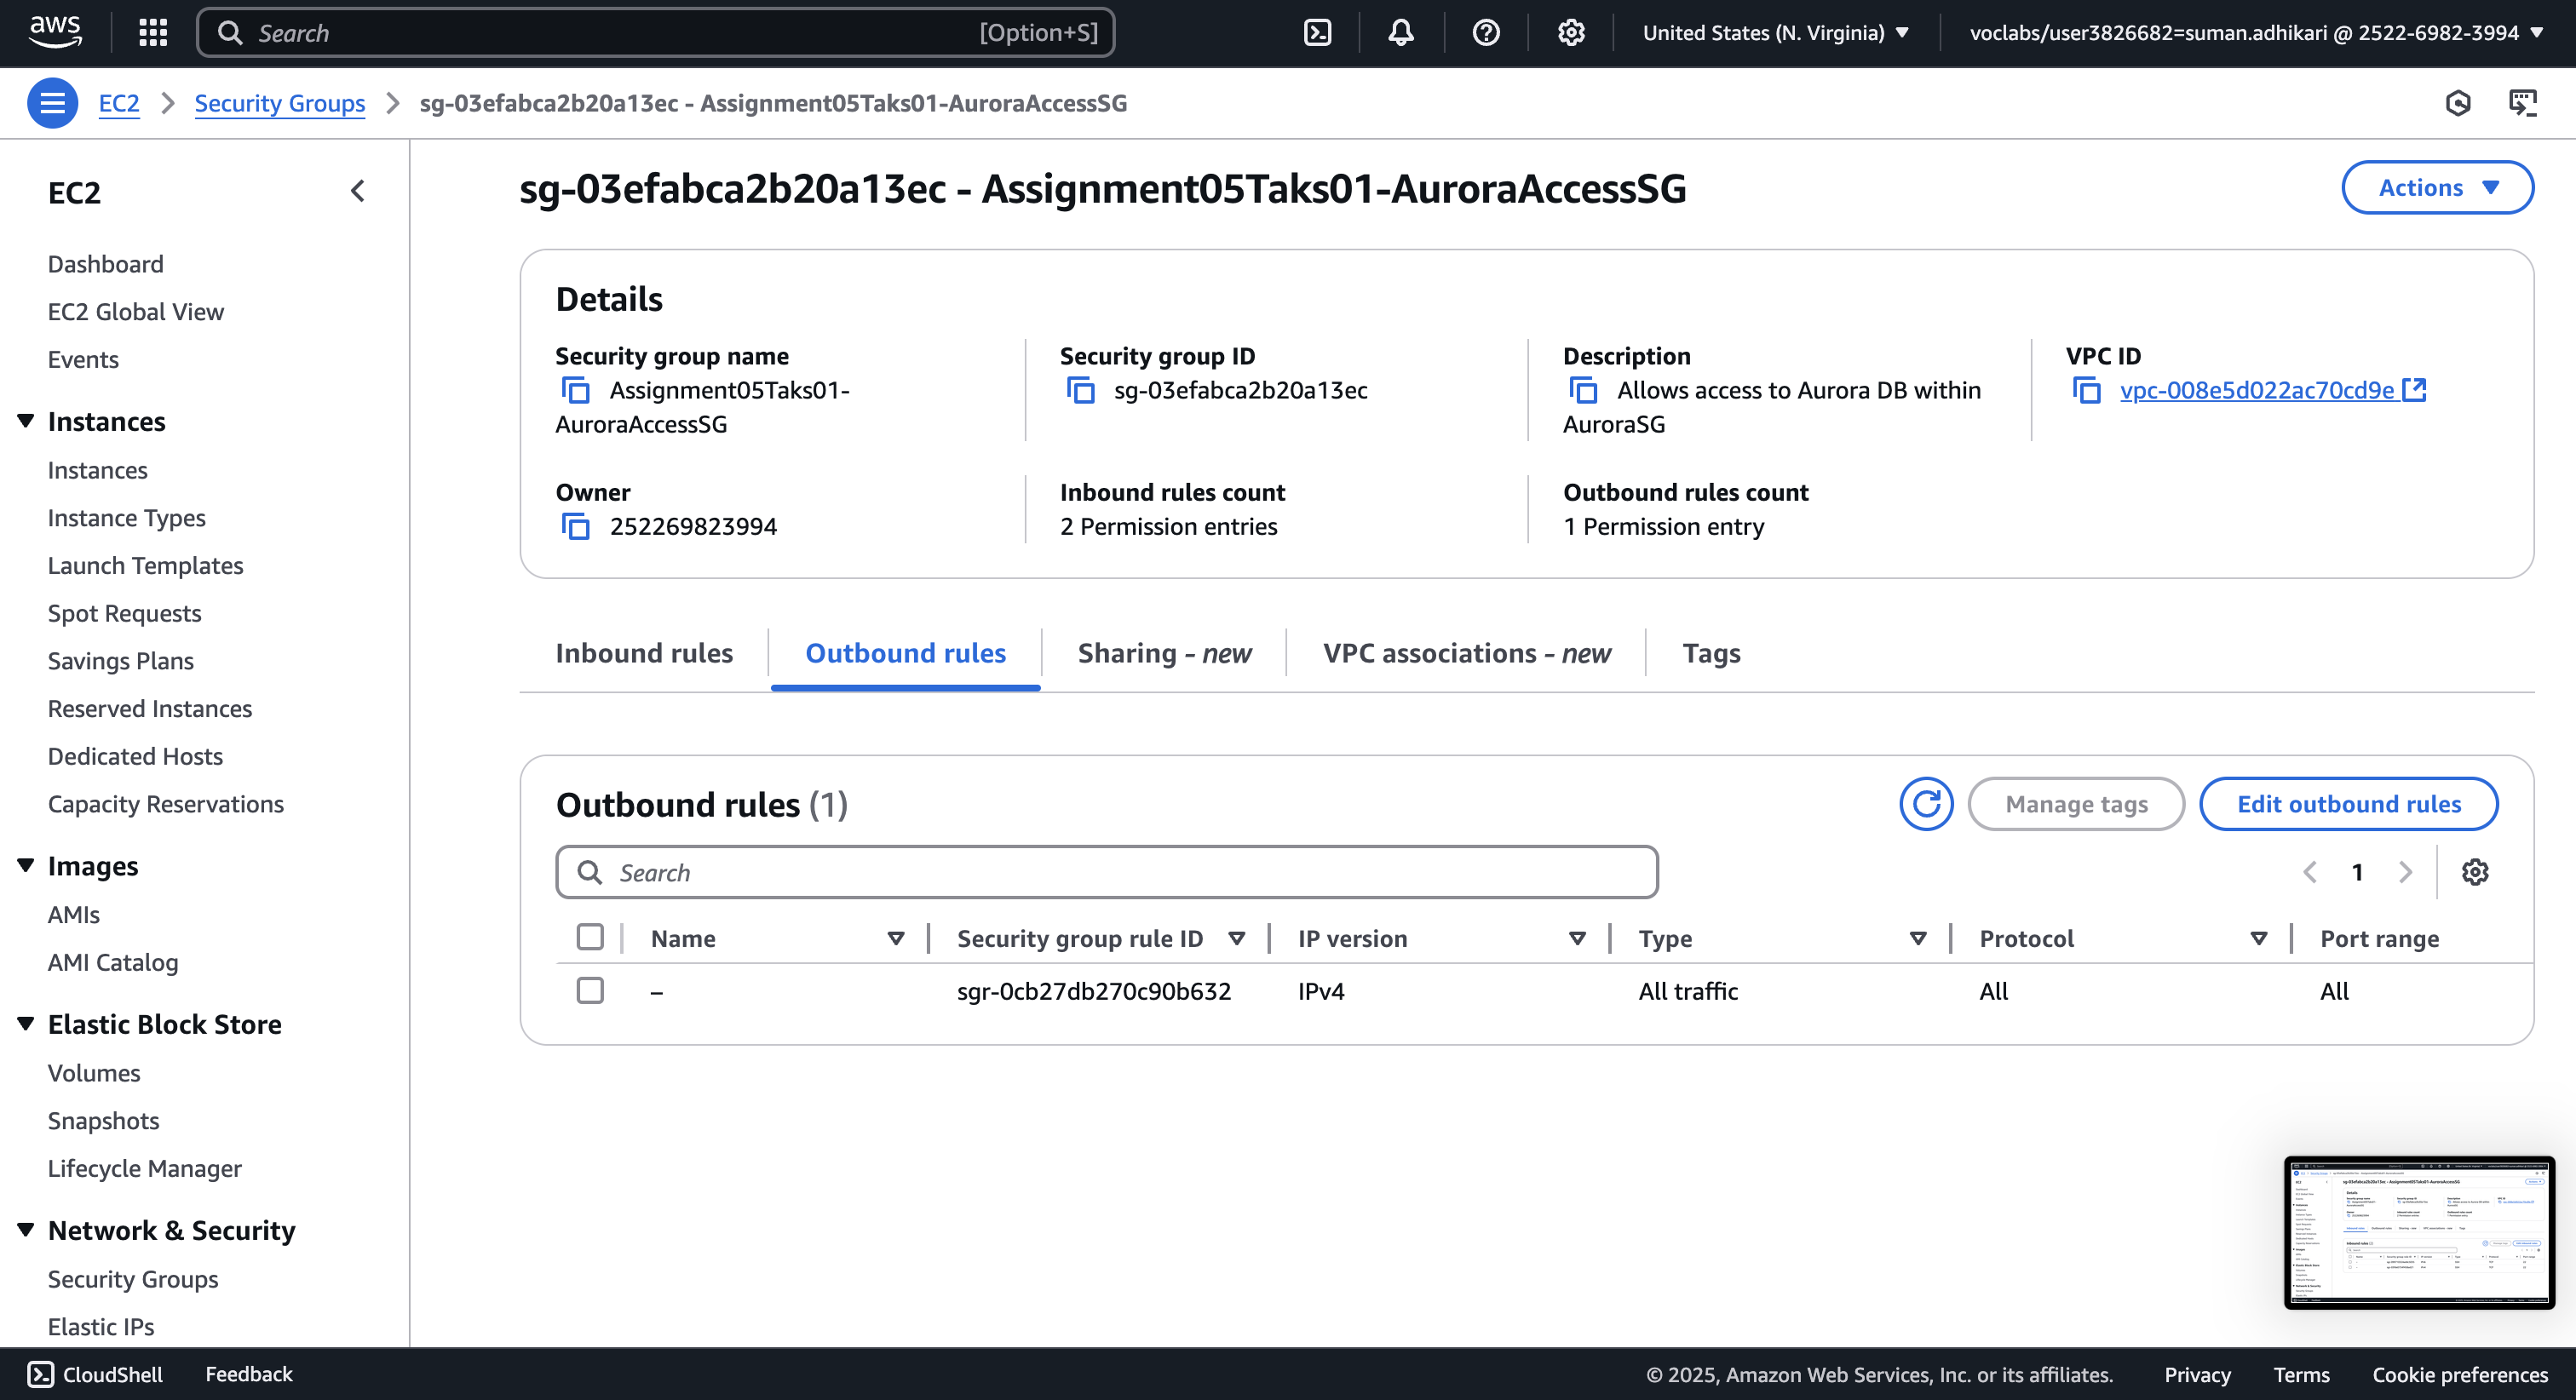 aws
Search [Option+S]
United States (N. Virginia)
voclabs/user3826682=suman.adhikari @ 2522-6982-3994
EC2
Security Groups
sg-03efabca2b20a13ec - Assignment05Taks01-AuroraAccessSG
EC2
Dashboard
EC2 Global View
Events
Instances
Instances
Instance Types
Launch Templates
Spot Requests
Savings Plans
Reserved Instances
Dedicated Hosts
Capacity Reservations
Images
AMIs
AMI Catalog
Elastic Block Store
Volumes
Snapshots
Lifecycle Manager
Network & Security
Security Groups
Elastic IPs
sg-03efabca2b20a13ec - Assignment05Taks01-AuroraAccessSG
Actions
Details
Security group name
Assignment05Taks01-
AuroraAccessSG
Security group ID
sg-03efabca2b20a13ec
Description
Allows access to Aurora DB within
AuroraSG
VPC ID
vpc-008e5d022ac70cd9e
Owner
252269823994
Inbound rules count
2 Permission entries
Outbound rules count
1 Permission entry
Inbound rules
Outbound rules
Sharing - new
VPC associations - new
Tags
Outbound rules (1)
Manage tags
Edit outbound rules
Search
1
Name Security group rule ID IP version Type Protocol Port range
– sgr-0cb27db270c90b632 IPv4 All traffic All All
CloudShell
Feedback
© 2025, Amazon Web Services, Inc. or its affiliates.
Privacy
Terms
Cookie preferences